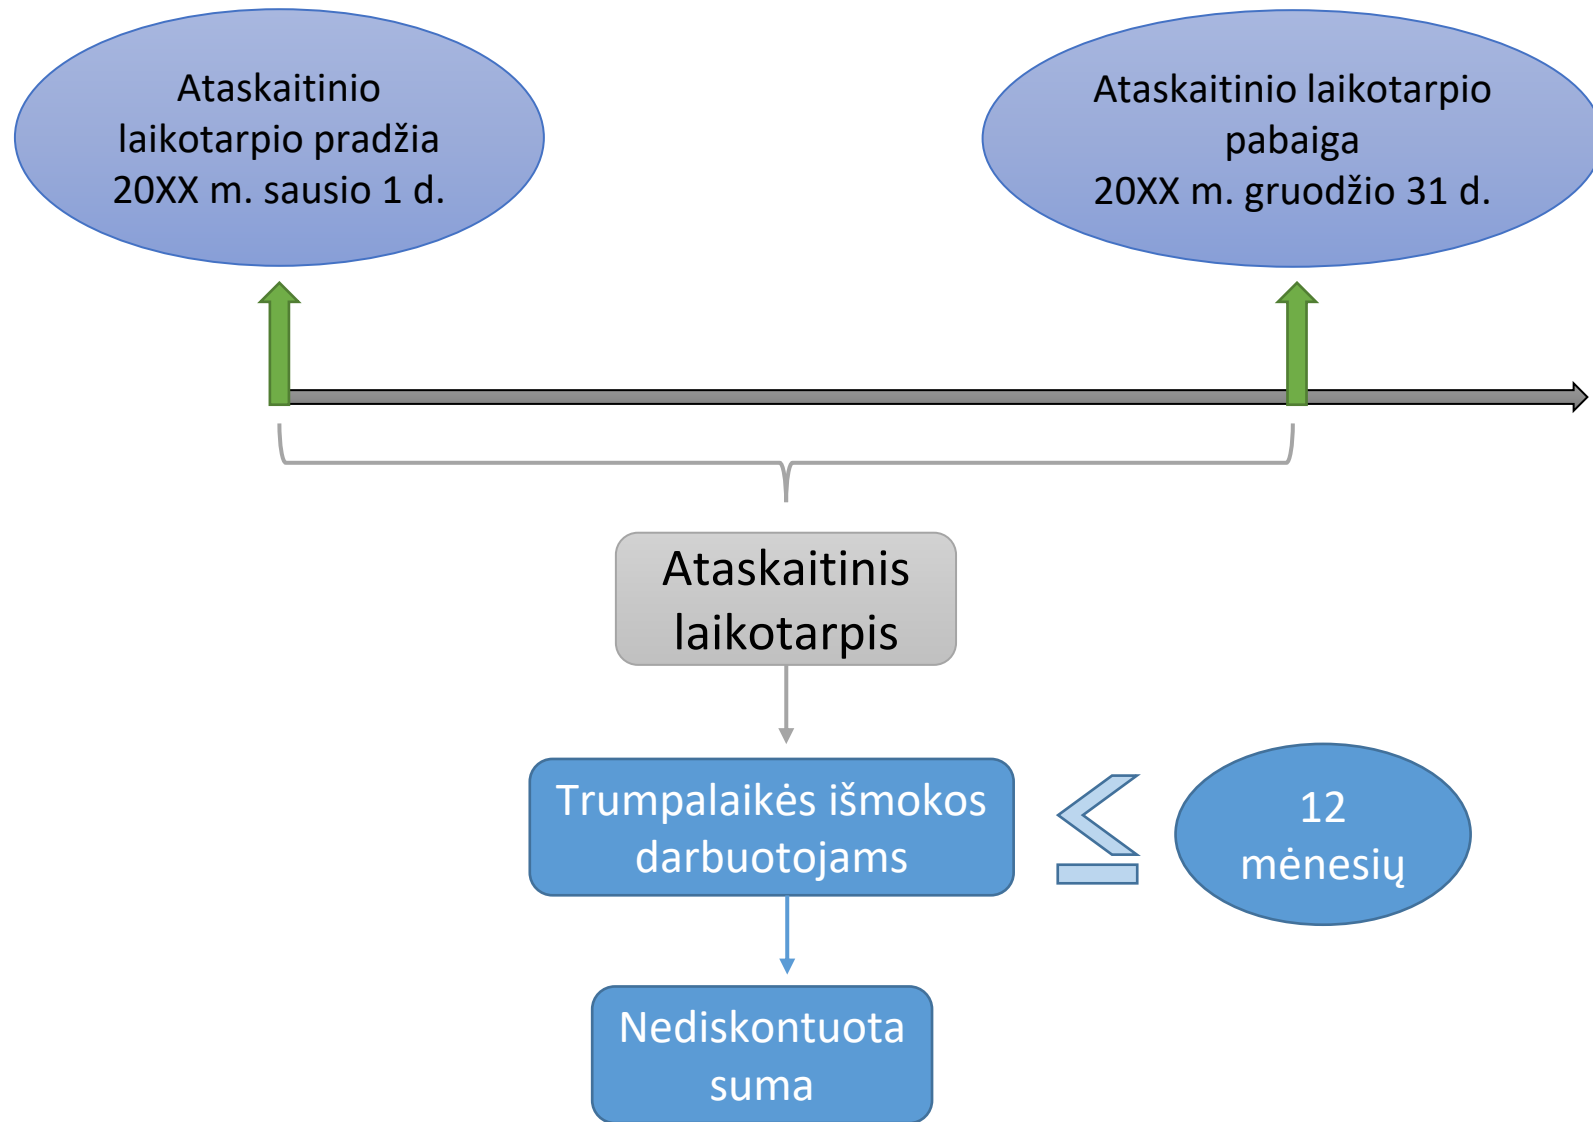 Ataskaitinio
laikotarpio pradžia
20XX m. sausio 1 d.
Ataskaitinio laikotarpio
pabaiga
20XX m. gruodžio 31 d.
Ataskaitinis
laikotarpis
Trumpalaikės išmokos
darbuotojams
≤
12
mėnesių
Nediskontuota
suma